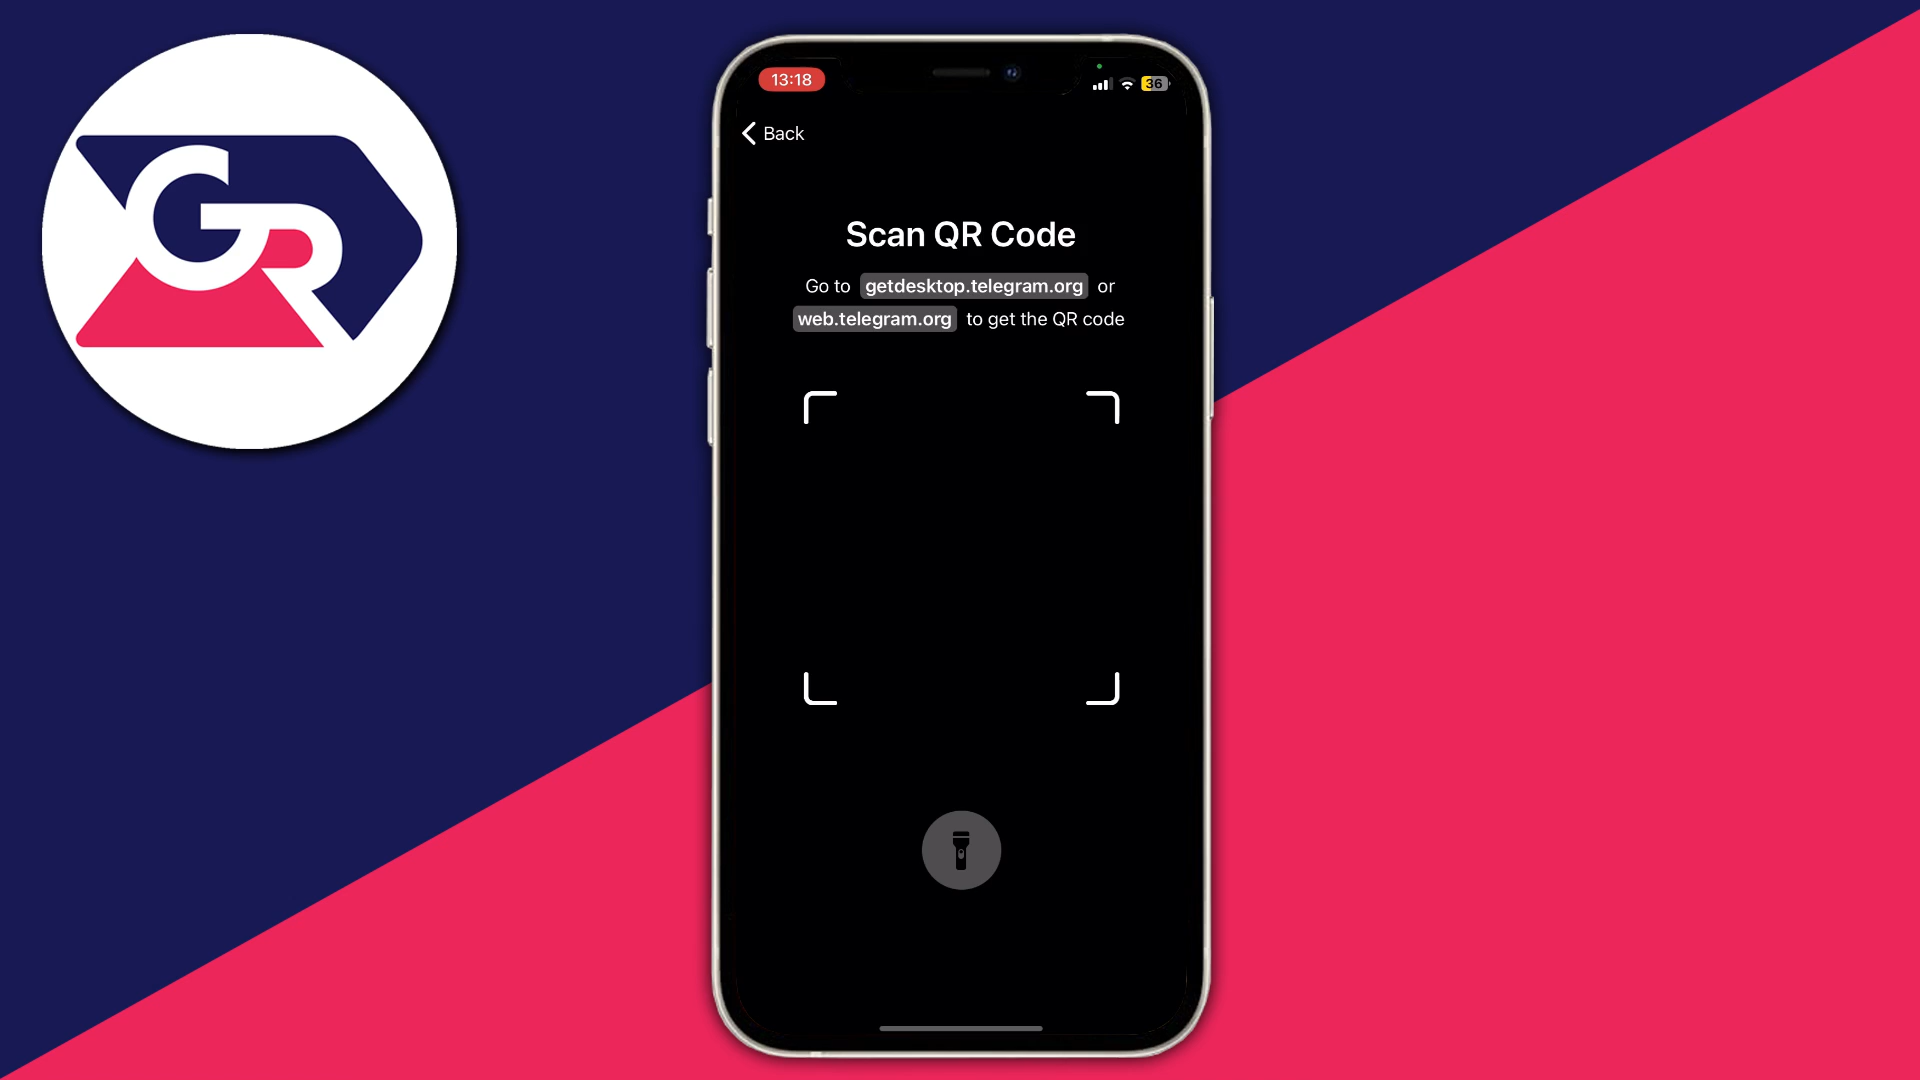 GR
13:18
36
Back
Scan QR Code
Go to getdesktop.telegram.org or
web.telegram.org to get the QR code